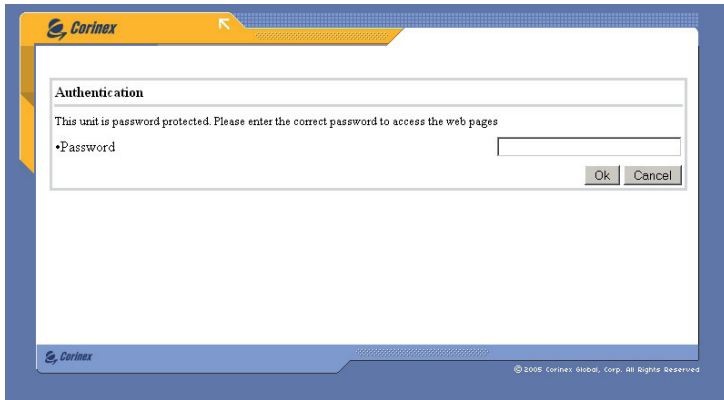 Corinex
Authentication
This unit is password protected. Please enter the correct password to access the web pages
•Password
Ok Cancel
Corinex
© 2005 Corinex Global, Corp. All Rights Reserved